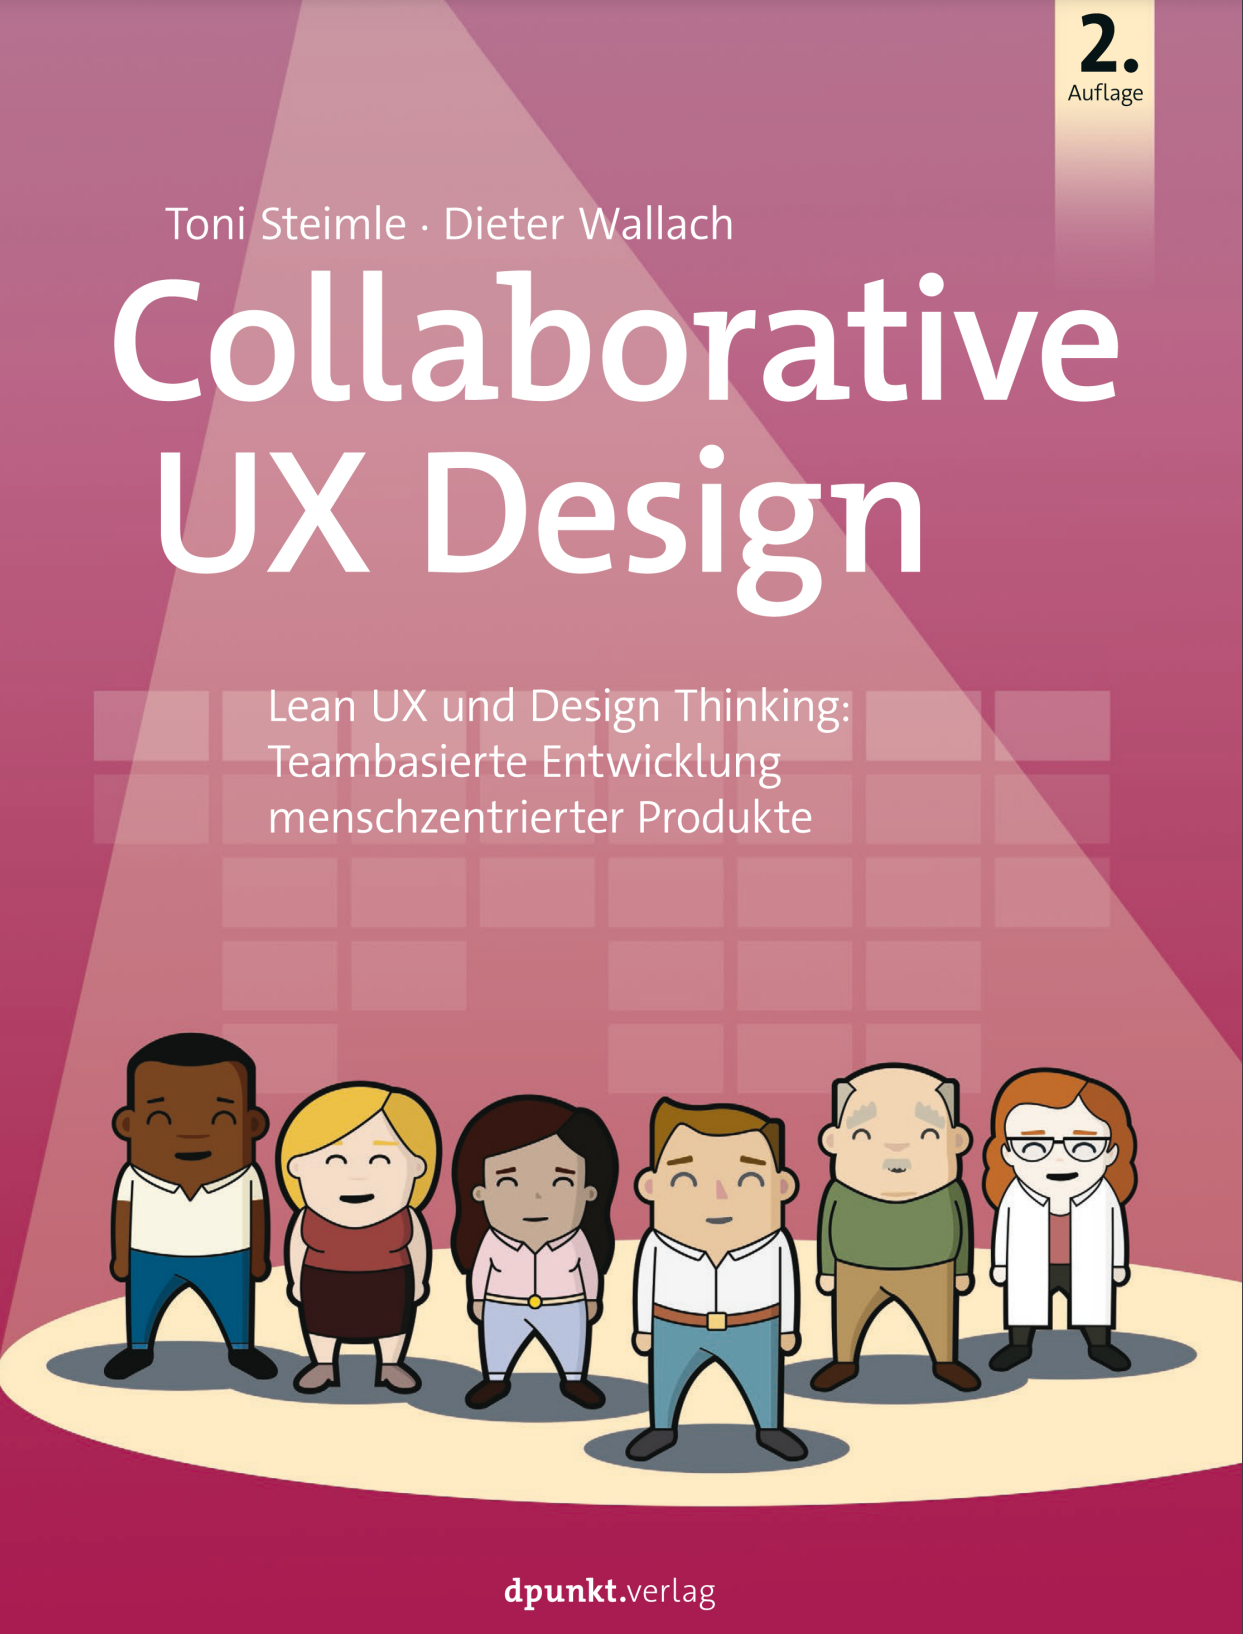 2.
Auflage
Toni Steimle · Dieter Wallach
Collaborative
UX Design
Lean UX und Design Thinking:
Teambasierte Entwicklung
menschzentrierter Produkte
dpunkt.verlag